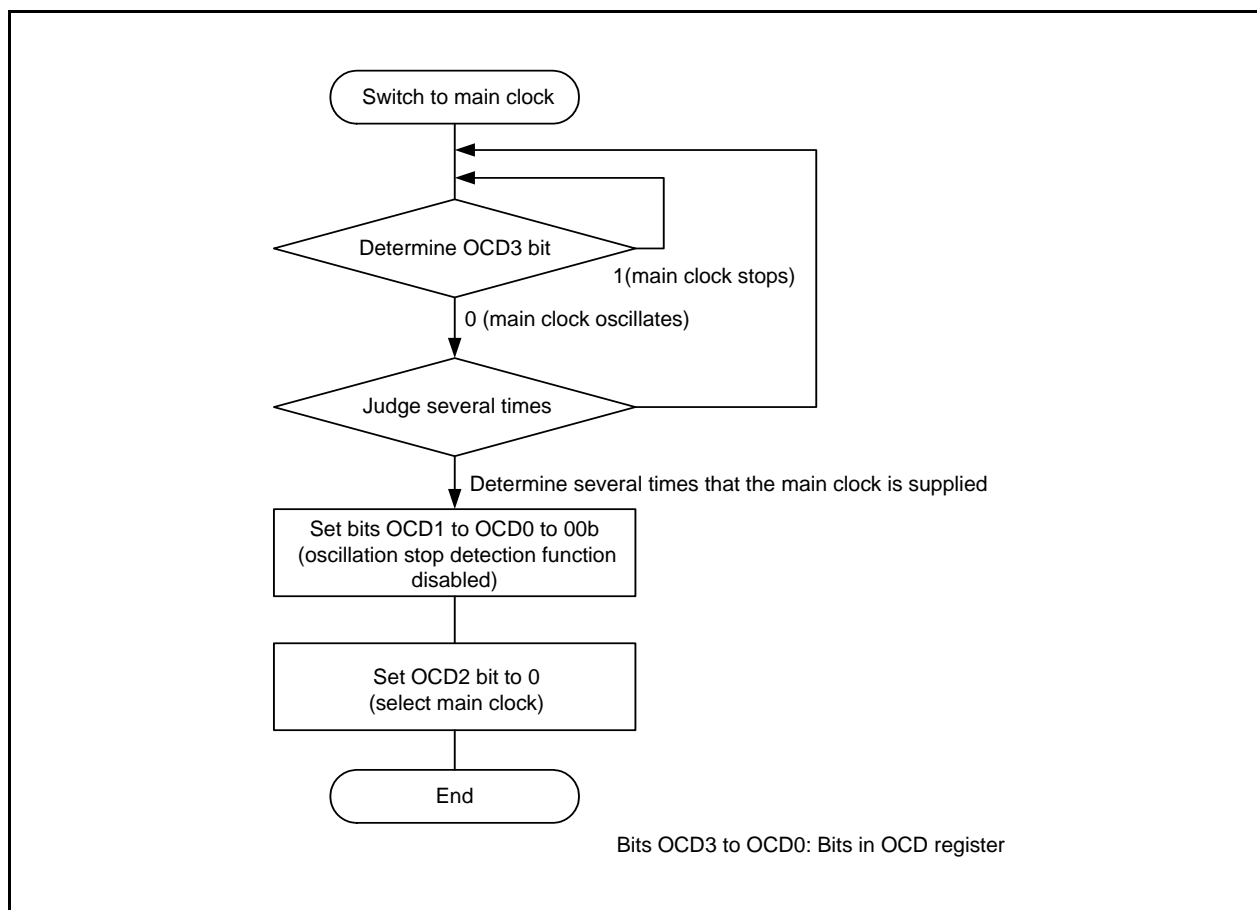 Switch to main clock
Determine OCD3 bit
1(main clock stops)
0 (main clock oscillates)
Judge several times
Determine several times that the main clock is supplied
Set bits OCD1 to OCD0 to 00b
(oscillation stop detection function
disabled)
Set OCD2 bit to 0
(select main clock)
End
Bits OCD3 to OCD0: Bits in OCD register